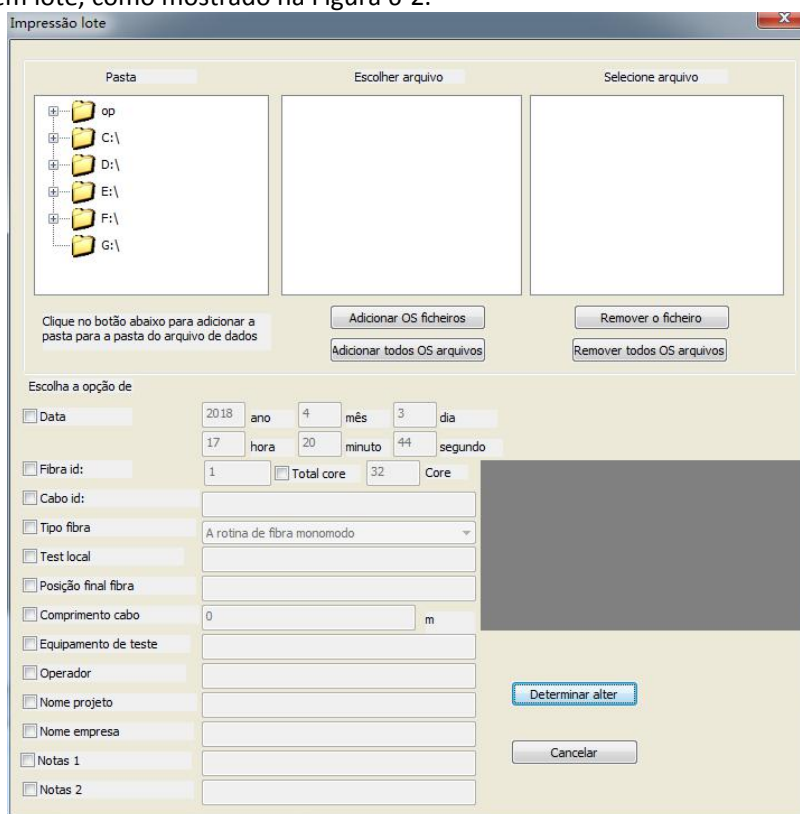 em lote, como mostrado na Figura 6-2.
Impressão lote
Pasta
Escolher arquivo
Selecione arquivo
op
C:\
D:\
E:\
F:\
G:\
Clique no botão abaixo para adicionar a
pasta para a pasta do arquivo de dados
Adicionar OS ficheiros
Remover o ficheiro
Adicionar todos OS arquivos
Remover todos OS arquivos
Escolha a opção de
Data 2018 ano 4 mês 3 dia
17 hora 20 minuto 44 segundo
Fibra id: 1 Total core 32 Core
Cabo id:
Tipo fibra A rotina de fibra monomodo
Test local
Posição final fibra
Comprimento cabo 0 m
Equipamento de teste
Operador
Nome projeto
Determinar alter
Nome empresa
Notas 1
Cancelar
Notas 2